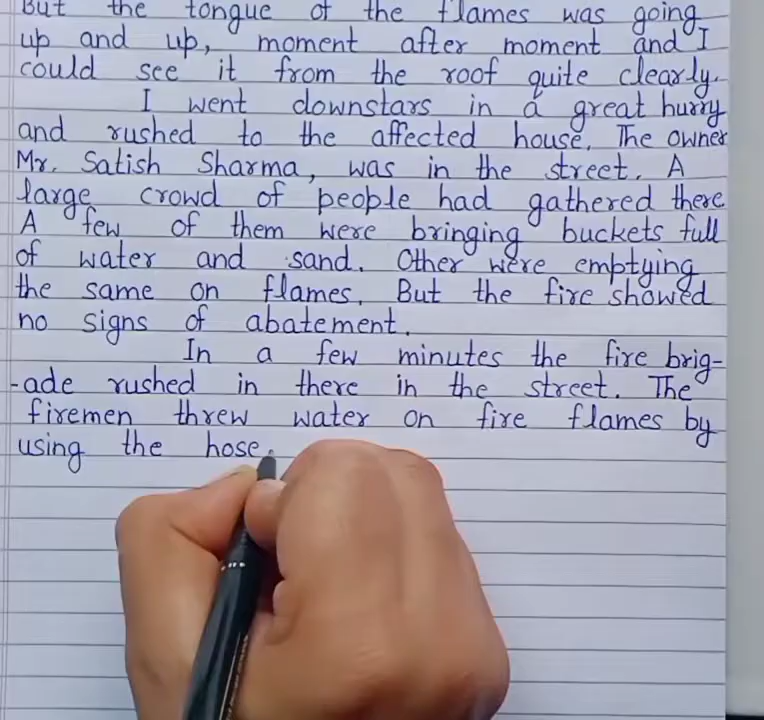 But the tongue of the flames was going
up and up, moment after moment and I
could see it from the roof quite clearly.
I went downstars in a great hurry
and rushed to the affected house. The owner
Mr. Satish Sharma, was in the street. A
large crowd of people had gathered there
A few of them were bringing buckets full
of water and sand. Other were emptying
the same on flames. But the fire showed
no signs of abatement.
In a few minutes the fire brig-
-ade rushed in there in the street. The
firemen threw water on fire flames by
using the hose.